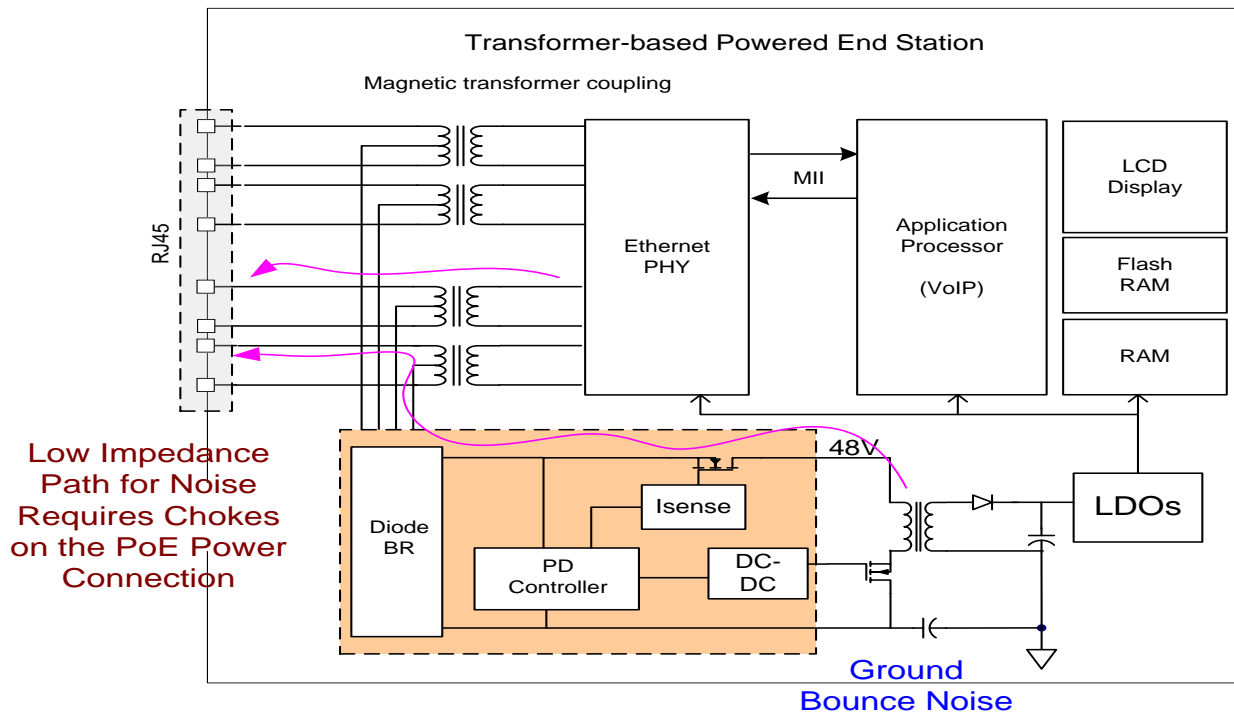 Transformer-based Powered End Station
Magnetic transformer coupling
RJ45
Ethernet
PHY
MII
Application
Processor
(VoIP)
LCD
Display
Flash
RAM
RAM
Low Impedance
Path for Noise
Requires Chokes
on the PoE Power
Connection
48V
Isense
Diode
BR
PD
Controller
DC-
DC
LDOs
Ground
Bounce Noise